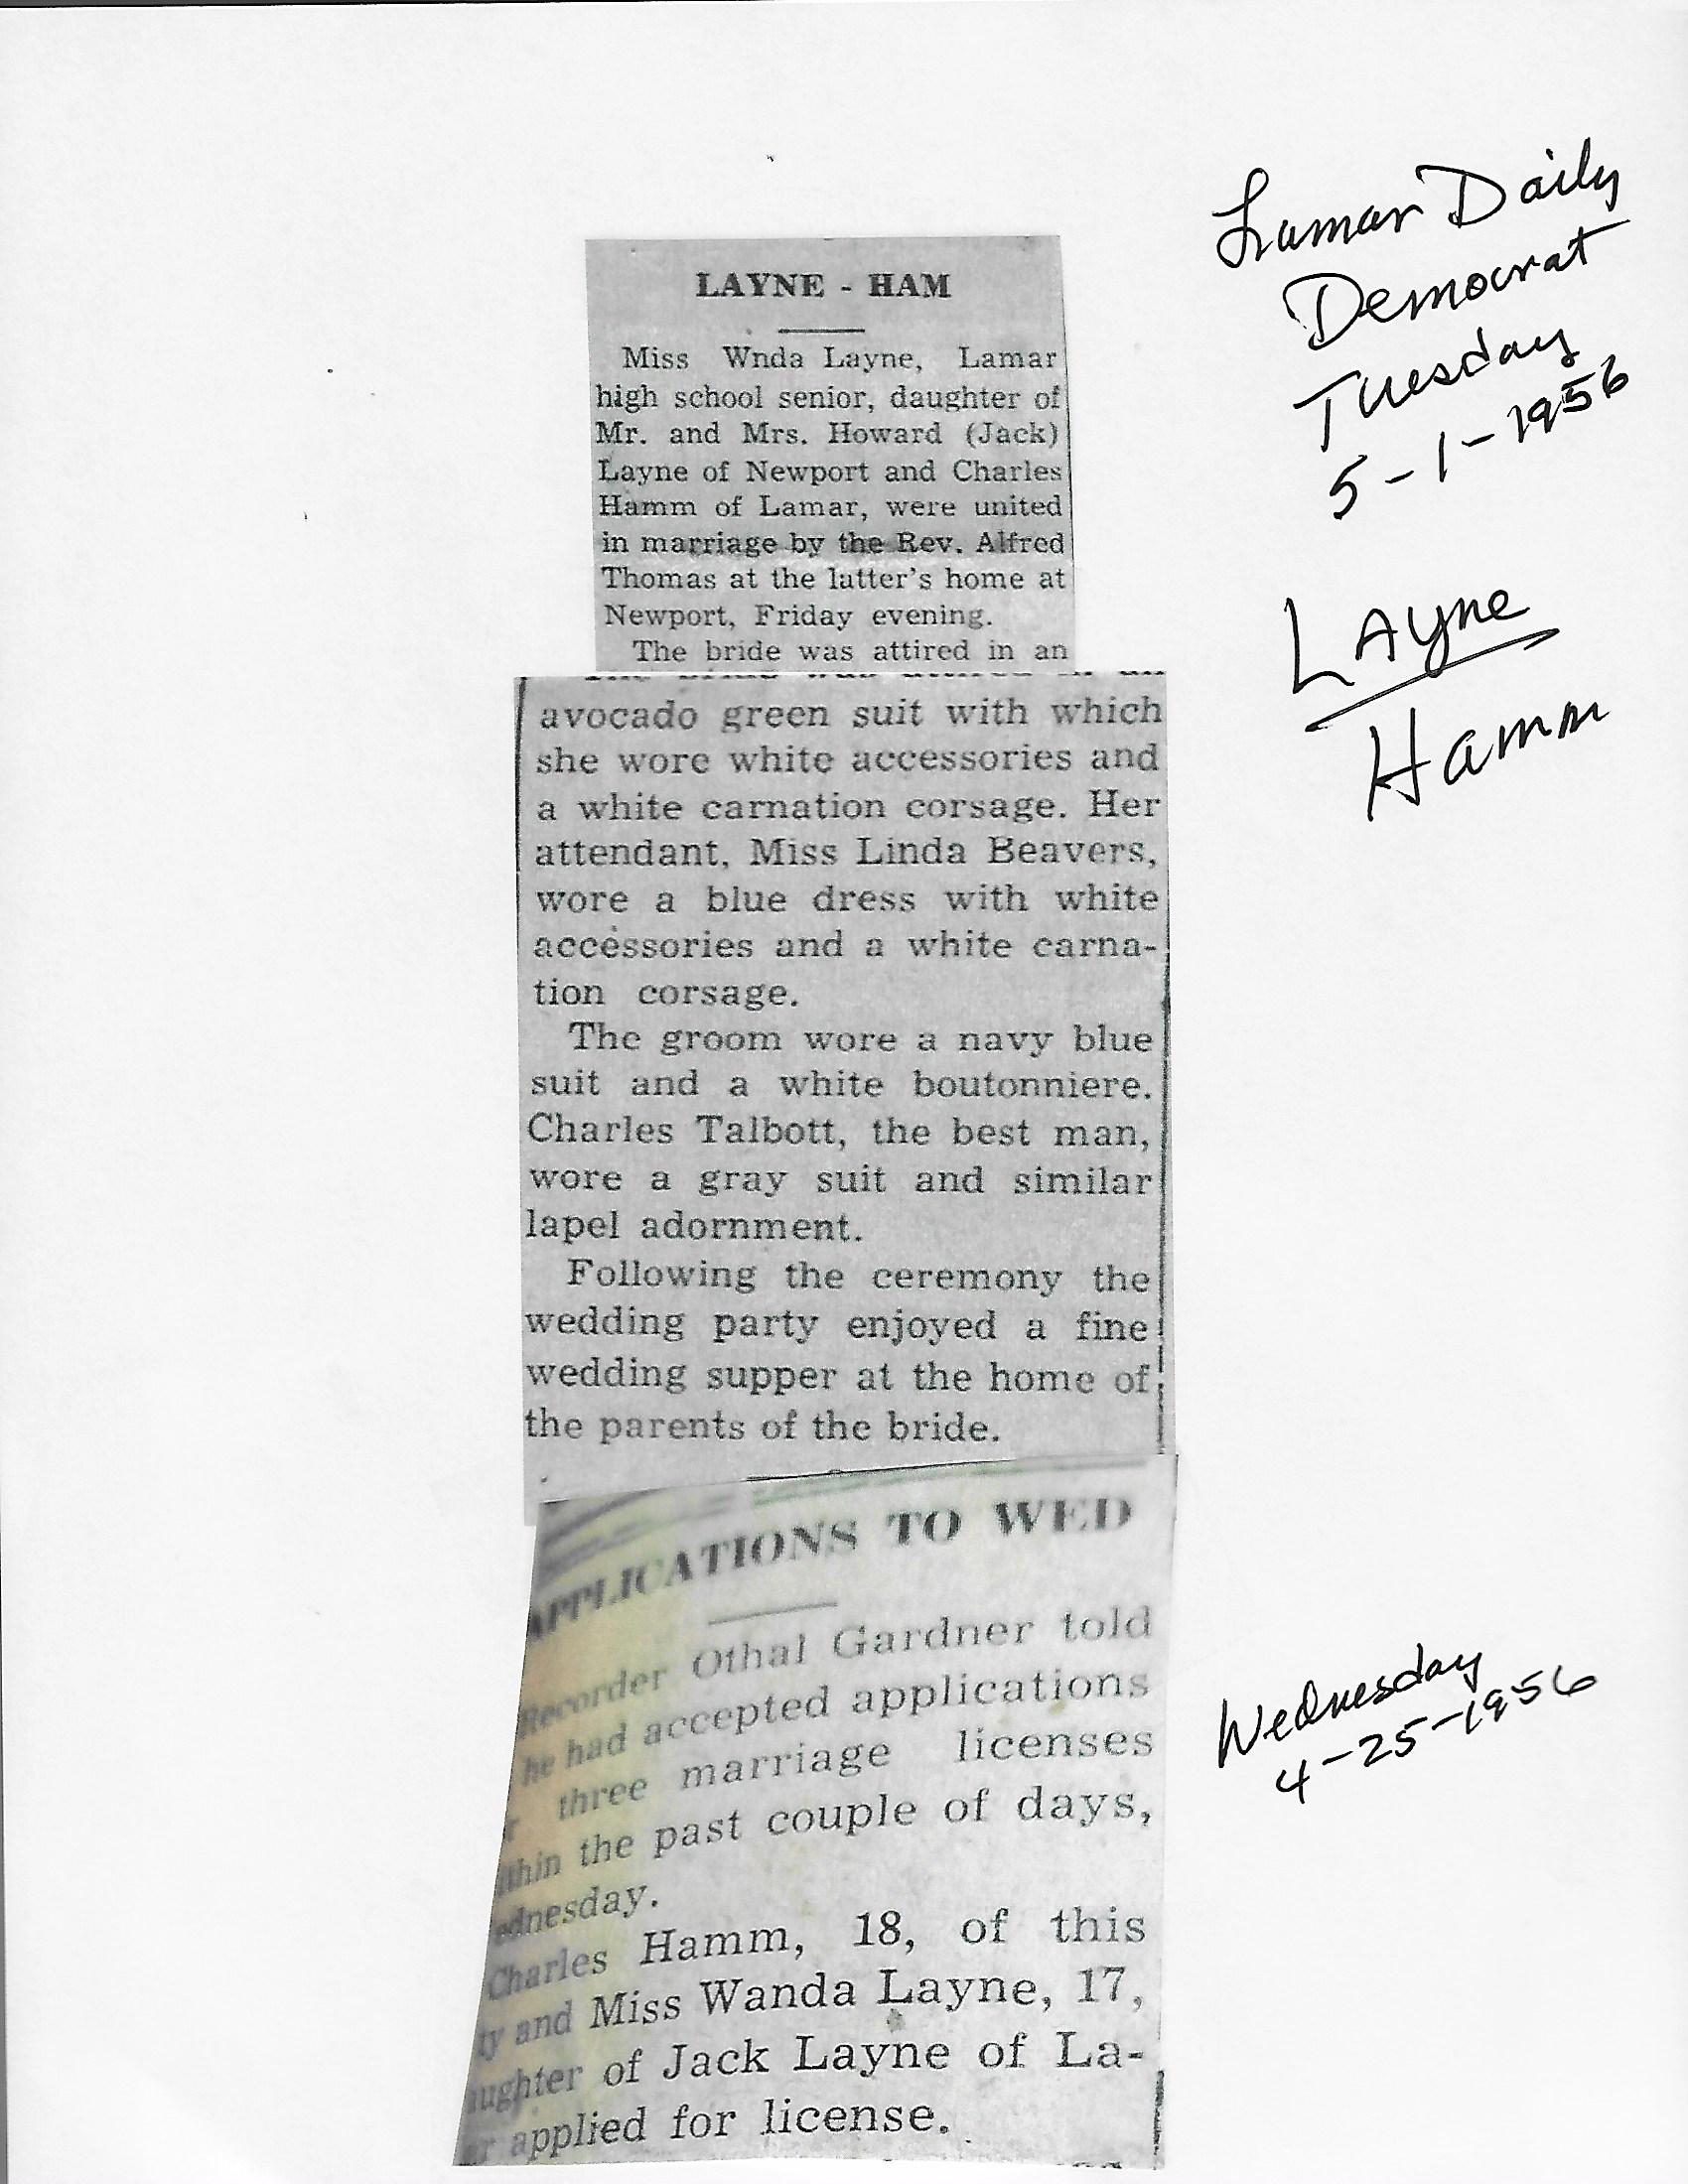 Lamar Daily
Democrat
Tuesday
5-1-1956
Layne
Hamm
LAYNE - HAM
Miss Wnda Layne, Lamar
high school senior, daughter of
Mr. and Mrs. Howard (Jack)
Layne of Newport and Charles
Hamm of Lamar, were united
in marriage by the Rev. Alfred
Thomas at the latter's home at
Newport, Friday evening.
The bride was attired in an
avocado green suit with which
she wore white accessories and
a white carnation corsage. Her
attendant, Miss Linda Beavers,
wore a blue dress with white
accessories and a white carna-
tion corsage.
The groom wore a navy blue
suit and a white boutonniere.
Charles Talbott, the best man,
wore a gray suit and similar
lapel adornment.
Following the ceremony the
wedding party enjoyed a fine
wedding supper at the home of
the parents of the bride.
APPLICATIONS TO WED
Recorder Othal Gardner told
he had accepted applications
r three marriage licenses
thin the past couple of days,
ednesday.
Charles Hamm, 18, of this
ty and Miss Wanda Layne, 17,
ughter of Jack Layne of La-
r applied for license.
Wednesday
4-25-1956